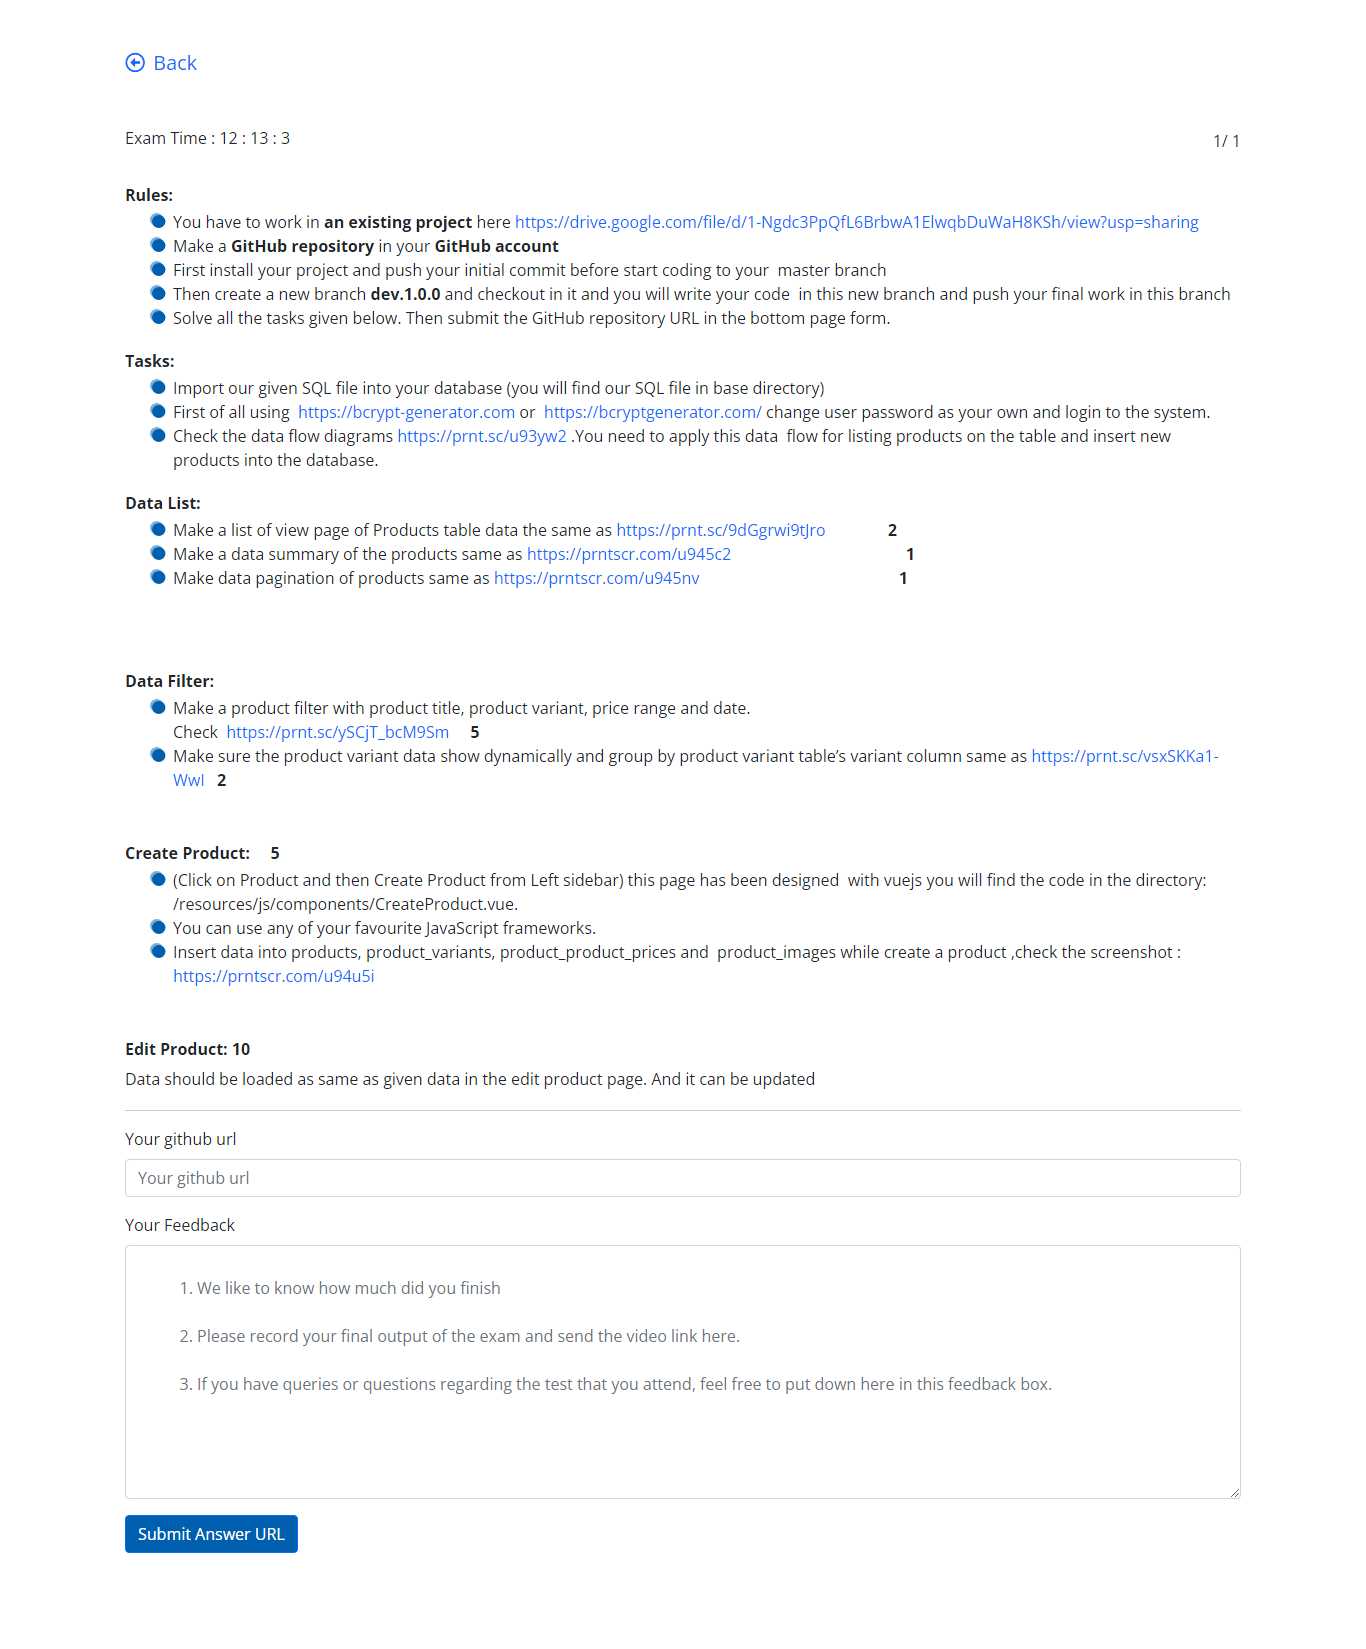 Back
Exam Time : 12 : 13 : 3
1/ 1
Rules:
You have to work in an existing project here https://drive.google.com/file/d/1-Ngdc3PpQfL6BrbwA1ElwqbDuWaH8KSh/view?usp=sharing
Make a GitHub repository in your GitHub account
First install your project and push your initial commit before start coding to your  master branch
Then create a new branch dev.1.0.0 and checkout in it and you will write your code  in this new branch and push your final work in this branch
Solve all the tasks given below. Then submit the GitHub repository URL in the bottom page form.
Tasks:
Import our given SQL file into your database (you will find our SQL file in base directory)
First of all using  https://bcrypt-generator.com or  https://bcryptgenerator.com/ change user password as your own and login to the system.
Check the data flow diagrams https://prnt.sc/u93yw2 .You need to apply this data  flow for listing products on the table and insert new
products into the database.
Data List:
Make a list of view page of Products table data the same as https://prnt.sc/9dGgrwi9tJro 2
Make a data summary of the products same as https://prntscr.com/u945c2 1
Make data pagination of products same as https://prntscr.com/u945nv 1
Data Filter:
Make a product filter with product title, product variant, price range and date.
Check  https://prnt.sc/ySCjT_bcM9Sm 5
Make sure the product variant data show dynamically and group by product variant table’s variant column same as https://prnt.sc/vsxSKKa1-
WwI 2
Create Product: 5
(Click on Product and then Create Product from Left sidebar) this page has been designed  with vuejs you will find the code in the directory:
/resources/js/components/CreateProduct.vue.
You can use any of your favourite JavaScript frameworks.
Insert data into products, product_variants, product_product_prices and  product_images while create a product ,check the screenshot :
https://prntscr.com/u94u5i
Edit Product: 10
Data should be loaded as same as given data in the edit product page. And it can be updated
Your github url
Your github url
Your Feedback
1. We like to know how much did you finish
2. Please record your final output of the exam and send the video link here.
3. If you have queries or questions regarding the test that you attend, feel free to put down here in this feedback box.
Submit Answer URL